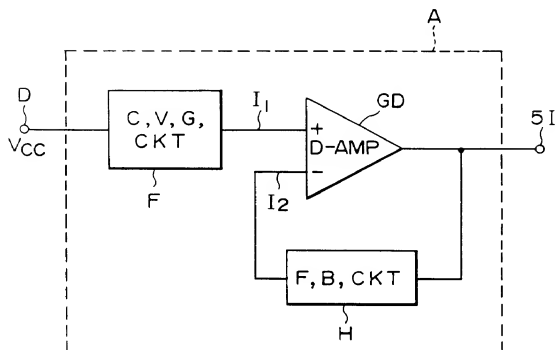 A
D
VCC
C, V, G,
CKT
F
I1
+
D-AMP
−
GD
5I
I2
F, B, CKT
H